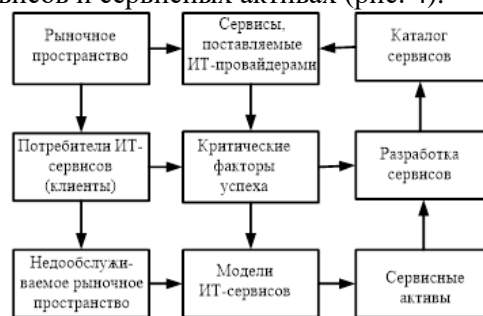 висов и сервисных активах (рис. 4).
Рыночное
пространство
Сервисы,
поставляемые
ИТ-провайдерами
Каталог
сервисов
Потребители ИТ-
сервисов
(клиенты)
Критические
факторы
успеха
Разработка
сервисов
Недообслужи-
ваемое рыночное
пространство
Модели
ИТ-сервисов
Сервисные
активы